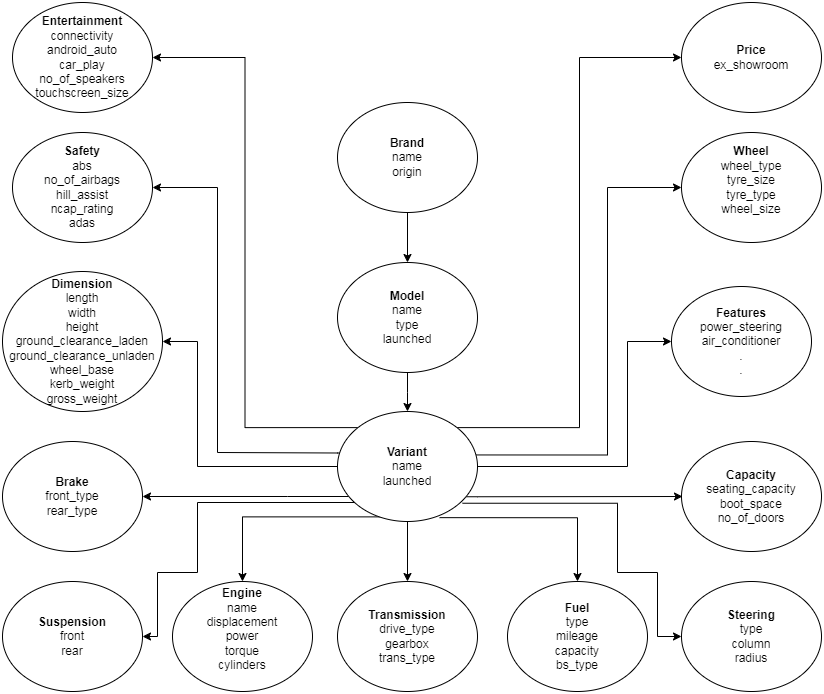 Entertainment
connectivity
android_auto
car_play
no_of_speakers
touchscreen_size
Price
ex_showroom
Brand
name
origin
Safety
abs
no_of_airbags
hill_assist
ncap_rating
adas
Wheel
wheel_type
tyre_size
tyre_type
wheel_size
Model
name
type
launched
Dimension
length
width
height
ground_clearance_laden
ground_clearance_unladen
wheel_base
kerb_weight
gross_weight
Features
power_steering
air_conditioner
.
.
Variant
name
launched
Brake
front_type
rear_type
Capacity
seating_capacity
boot_space
no_of_doors
Suspension
front
rear
Engine
name
displacement
power
torque
cylinders
Transmission
drive_type
gearbox
trans_type
Fuel
type
mileage
capacity
bs_type
Steering
type
column
radius